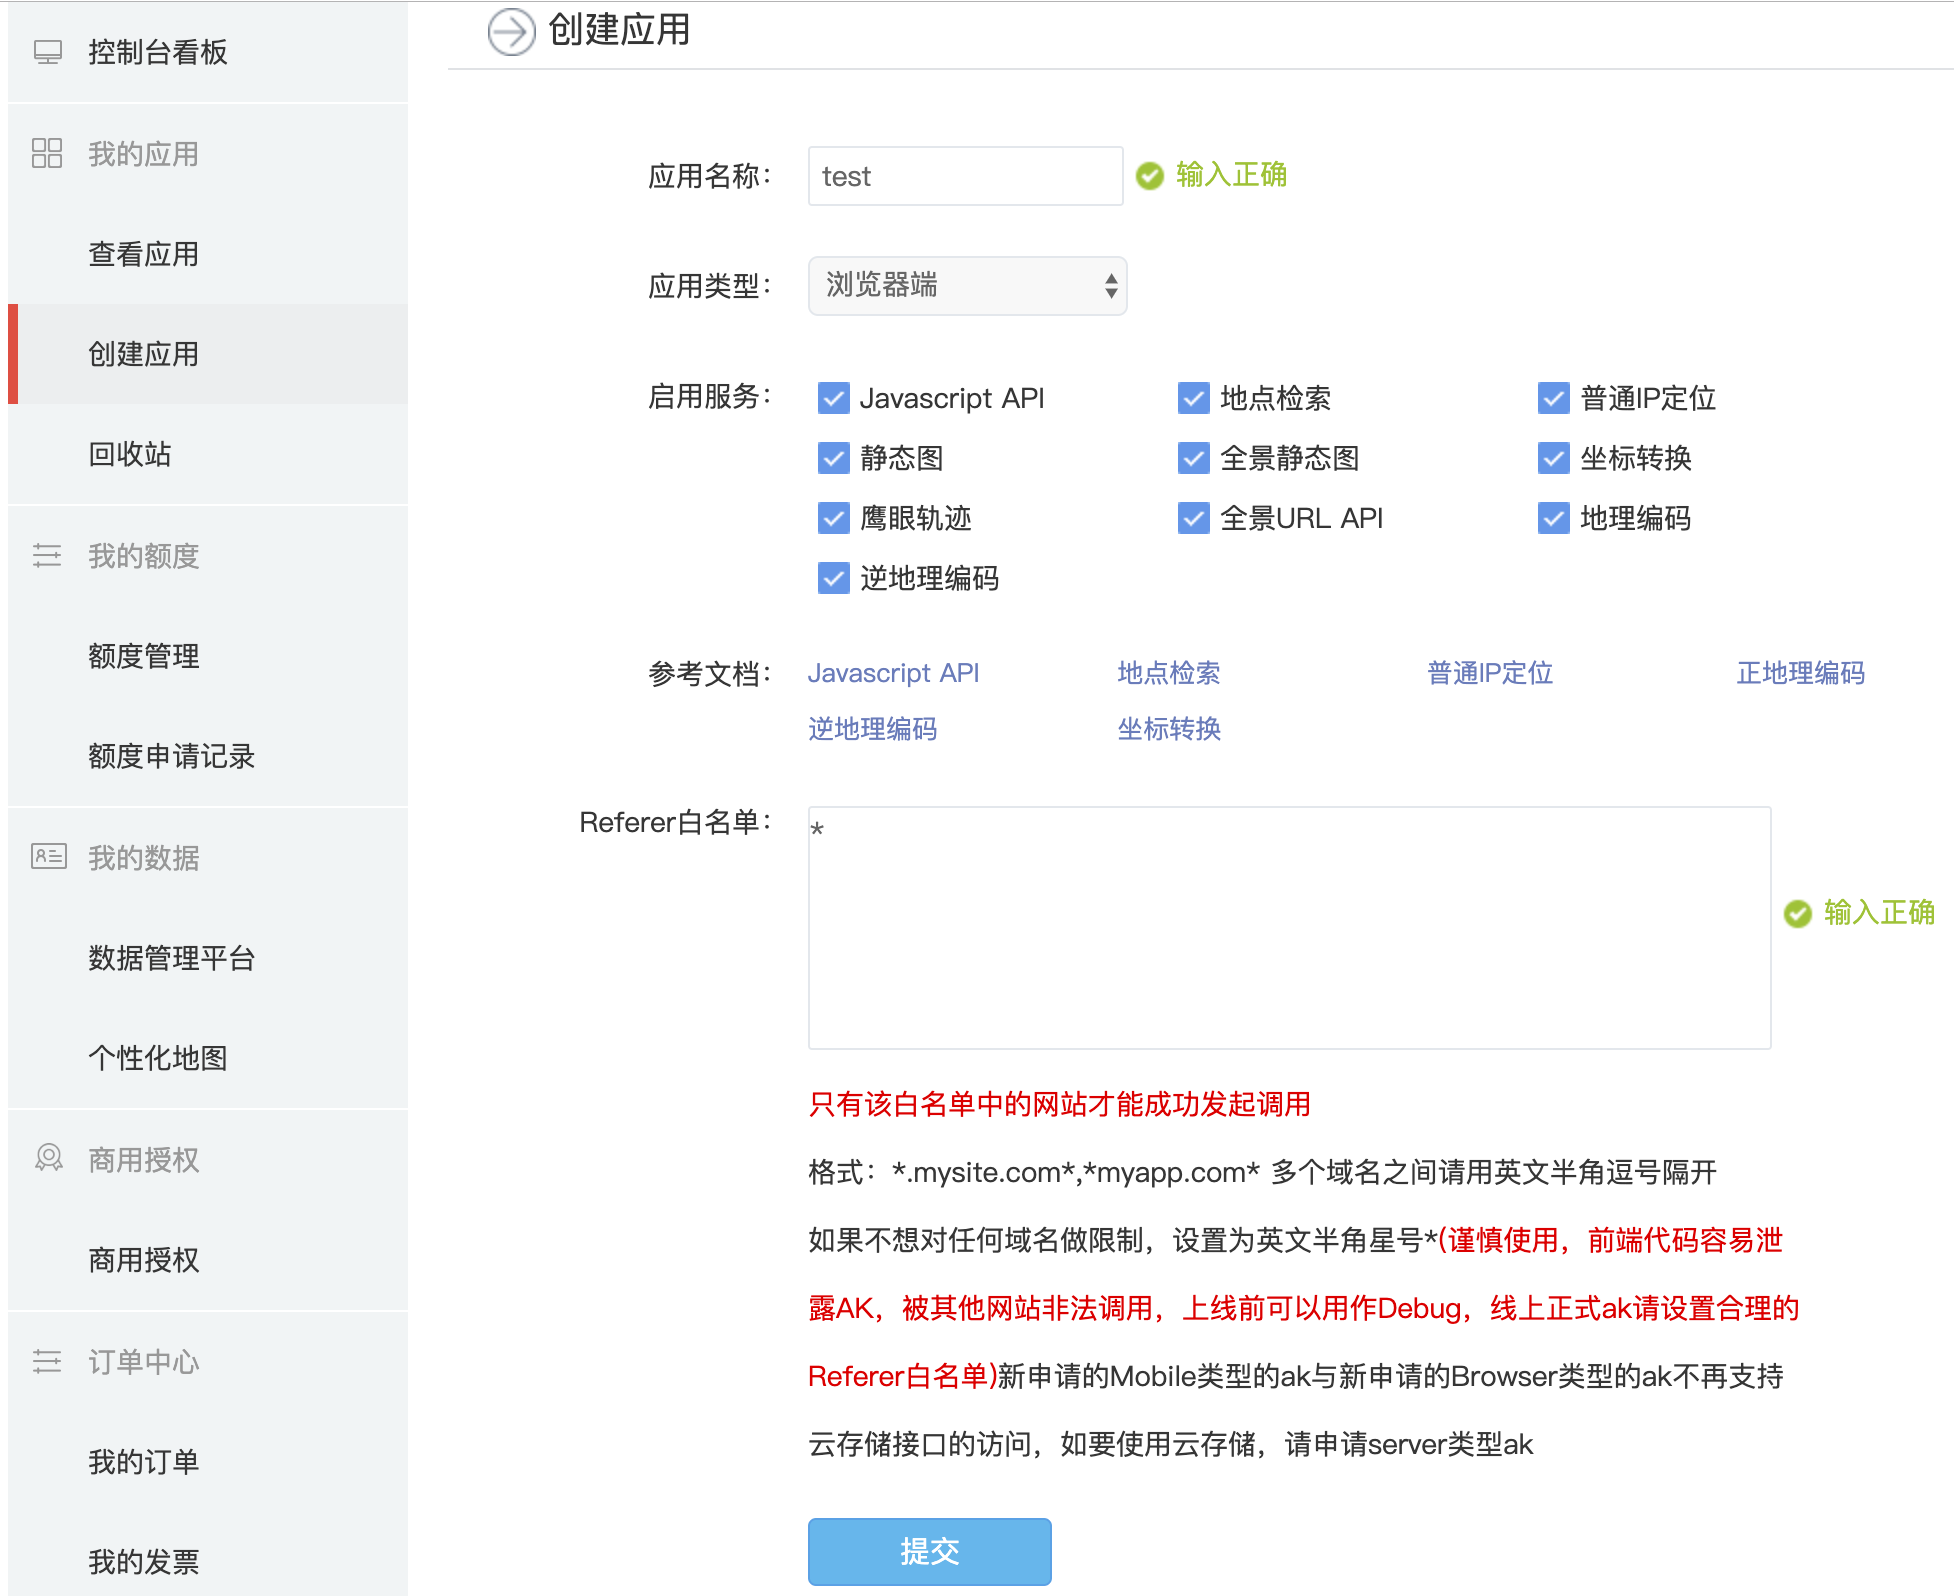 控制台看板
我的应用
查看应用
创建应用
回收站
我的额度
额度管理
额度申请记录
我的数据
数据管理平台
个性化地图
商用授权
商用授权
订单中心
我的订单
我的发票
创建应用
应用名称： test 输入正确
应用类型： 浏览器端
启用服务： Javascript API 地点检索 普通IP定位
静态图 全景静态图 坐标转换
鹰眼轨迹 全景URL API 地理编码
逆地理编码
参考文档： Javascript API 地点检索 普通IP定位 正地理编码
逆地理编码 坐标转换
Referer白名单： *
输入正确
只有该白名单中的网站才能成功发起调用
格式：*.mysite.com*,*myapp.com* 多个域名之间请用英文半角逗号隔开
如果不想对任何域名做限制，设置为英文半角星号*(谨慎使用，前端代码容易泄
露AK，被其他网站非法调用，上线前可以用作Debug，线上正式ak请设置合理的
Referer白名单)新申请的Mobile类型的ak与新申请的Browser类型的ak不再支持
云存储接口的访问，如要使用云存储，请申请server类型ak
提交